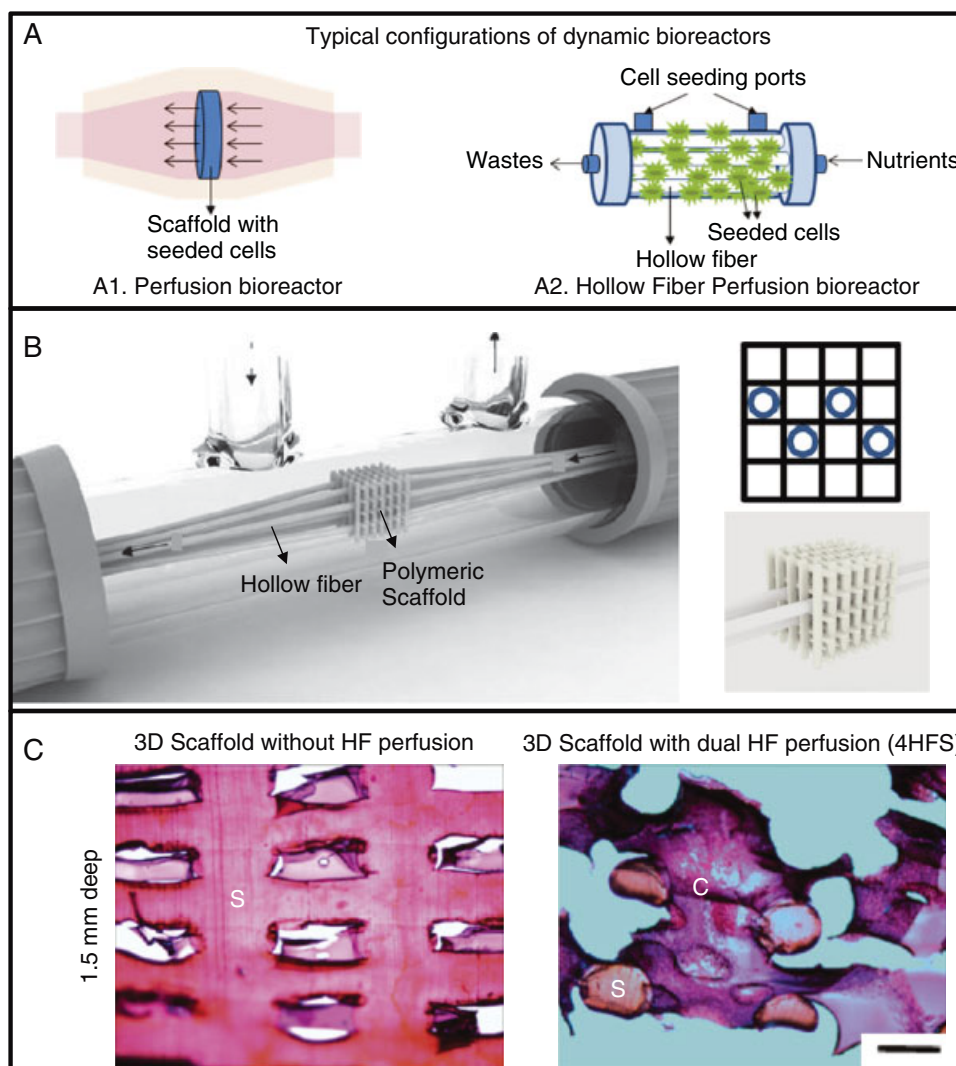 A
Typical configurations of dynamic bioreactors
Scaffold with
seeded cells
A1. Perfusion bioreactor
Cell seeding ports
Wastes
Nutrients
Seeded cells
Hollow fiber
A2. Hollow Fiber Perfusion bioreactor
B
Hollow fiber
Polymeric
Scaffold
C
3D Scaffold without HF perfusion
3D Scaffold with dual HF perfusion (4HFS)
1.5 mm deep
S
C
S